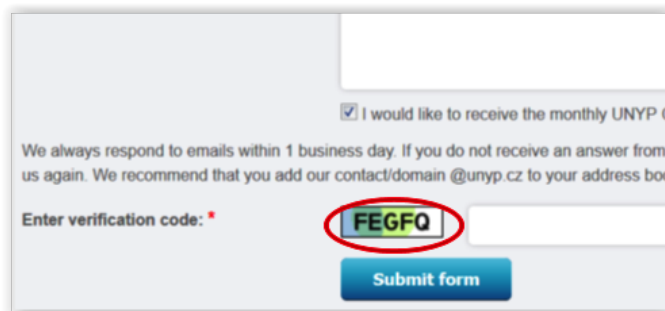 I would like to receive the monthly UNYP
We always respond to emails within 1 business day. If you do not receive an answer from
us again. We recommend that you add our contact/domain @unyp.cz to your address
Enter verification code: * FEGFQ
Submit form